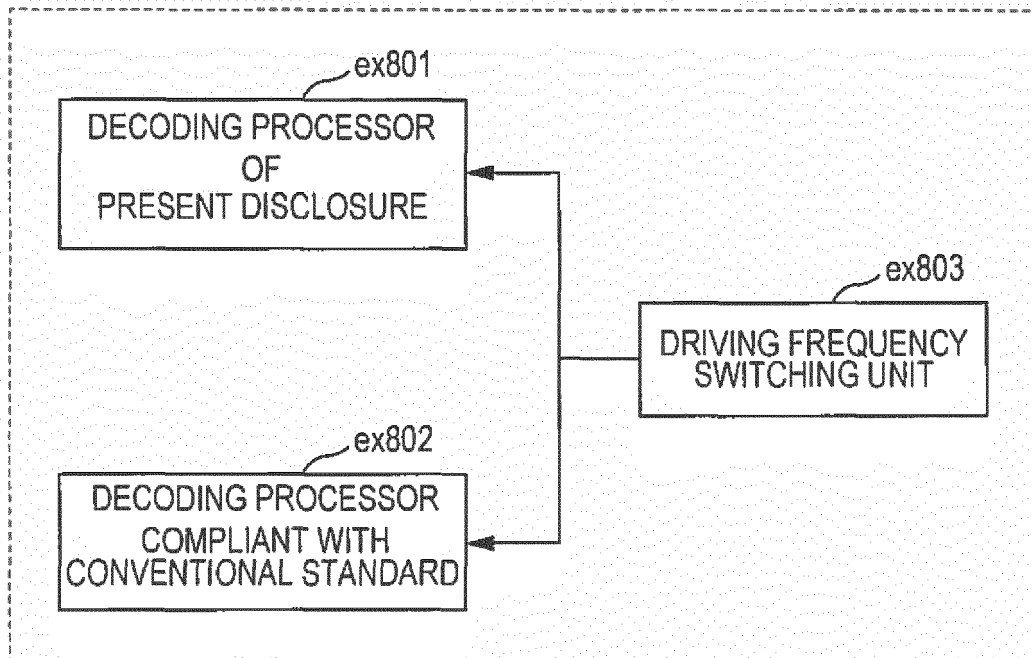 ex801
DECODING PROCESSOR
OF
PRESENT DISCLOSURE
ex803
DRIVING FREQUENCY
SWITCHING UNIT
ex802
DECODING PROCESSOR
COMPLIANT WITH
CONVENTIONAL STANDARD